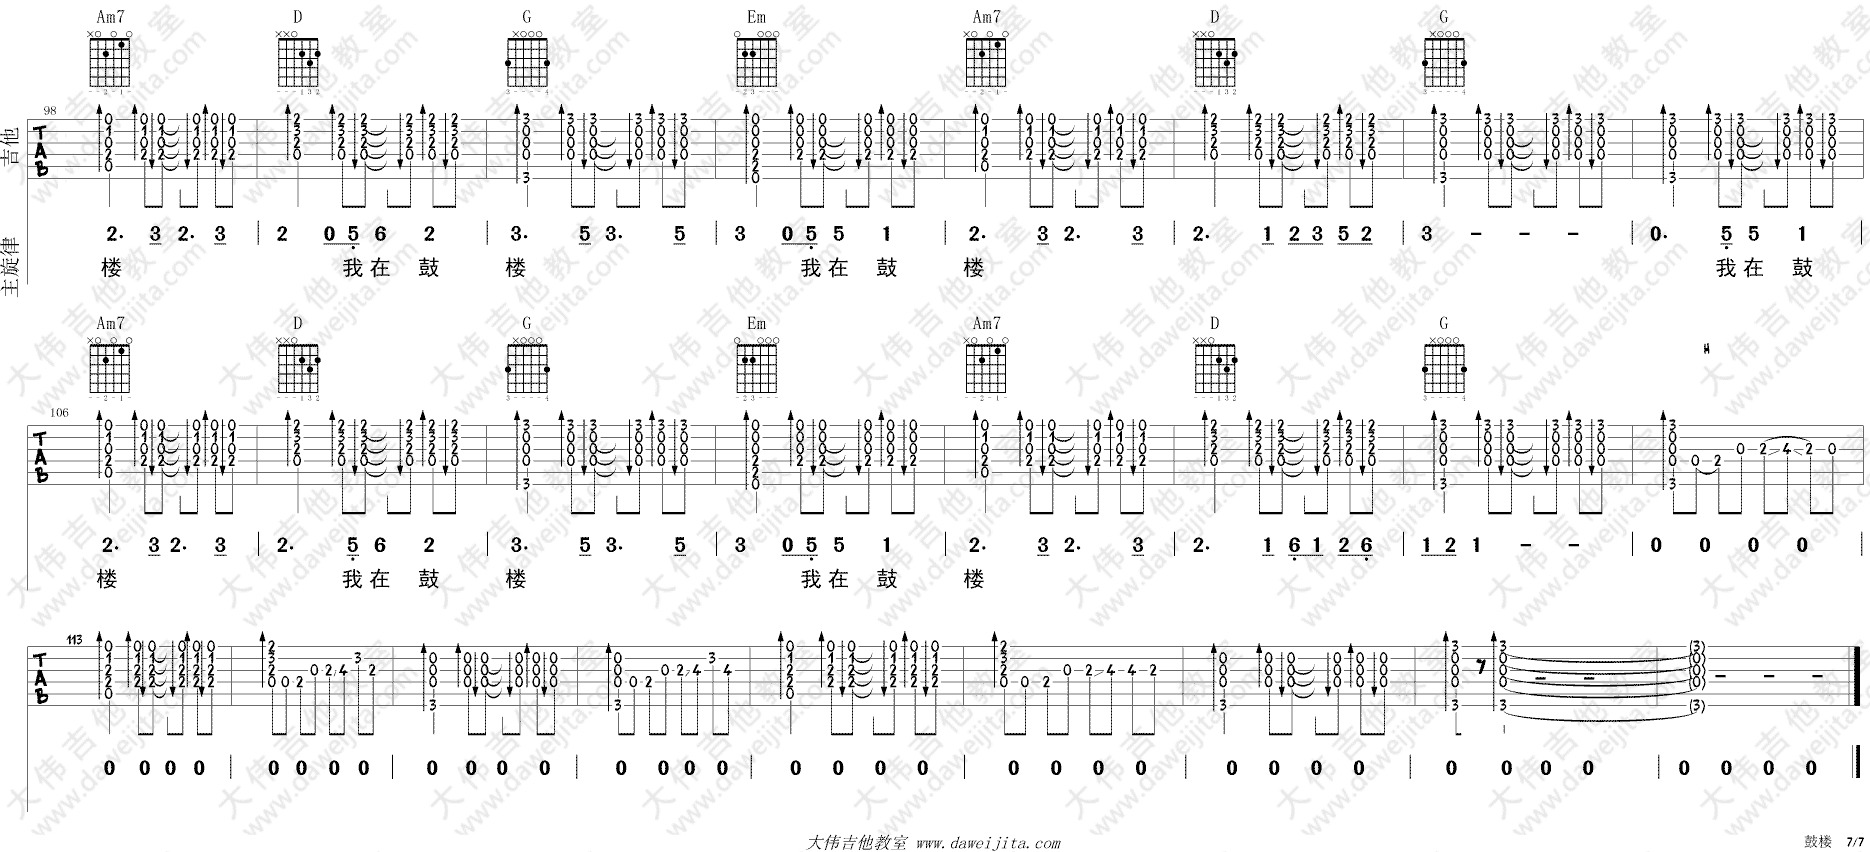 Am7 D G Em Am7 D G
98
吉他
主旋律
2. 3 2. 3 | 2 0 5 6 2 | 3. 5 3. 5 | 3 0 5 5 1 | 2. 3 2. 3 | 2. 1 2 3 5 2 | 3 - - - | 0. 5 5 1 |
楼 我在 鼓 楼 我在 鼓 楼 我在 鼓
Am7 D G Em Am7 D G
H
106
2. 3 2. 3 | 2. 5 6 2 | 3. 5 3. 5 | 3 0 5 5 1 | 2. 3 2. 3 | 2. 1 6 1 2 6 | 1 2 1 - - | 0 0 0 0 |
楼 我在 鼓 楼 我在 鼓 楼
113
0 0 0 0 | 0 0 0 0 | 0 0 0 0 | 0 0 0 0 | 0 0 0 0 | 0 0 0 0 | 0 0 0 0 | 0 0 0 0 | 0 0 0 0
大伟吉他教室 www.daweijita.com
鼓楼 7/7